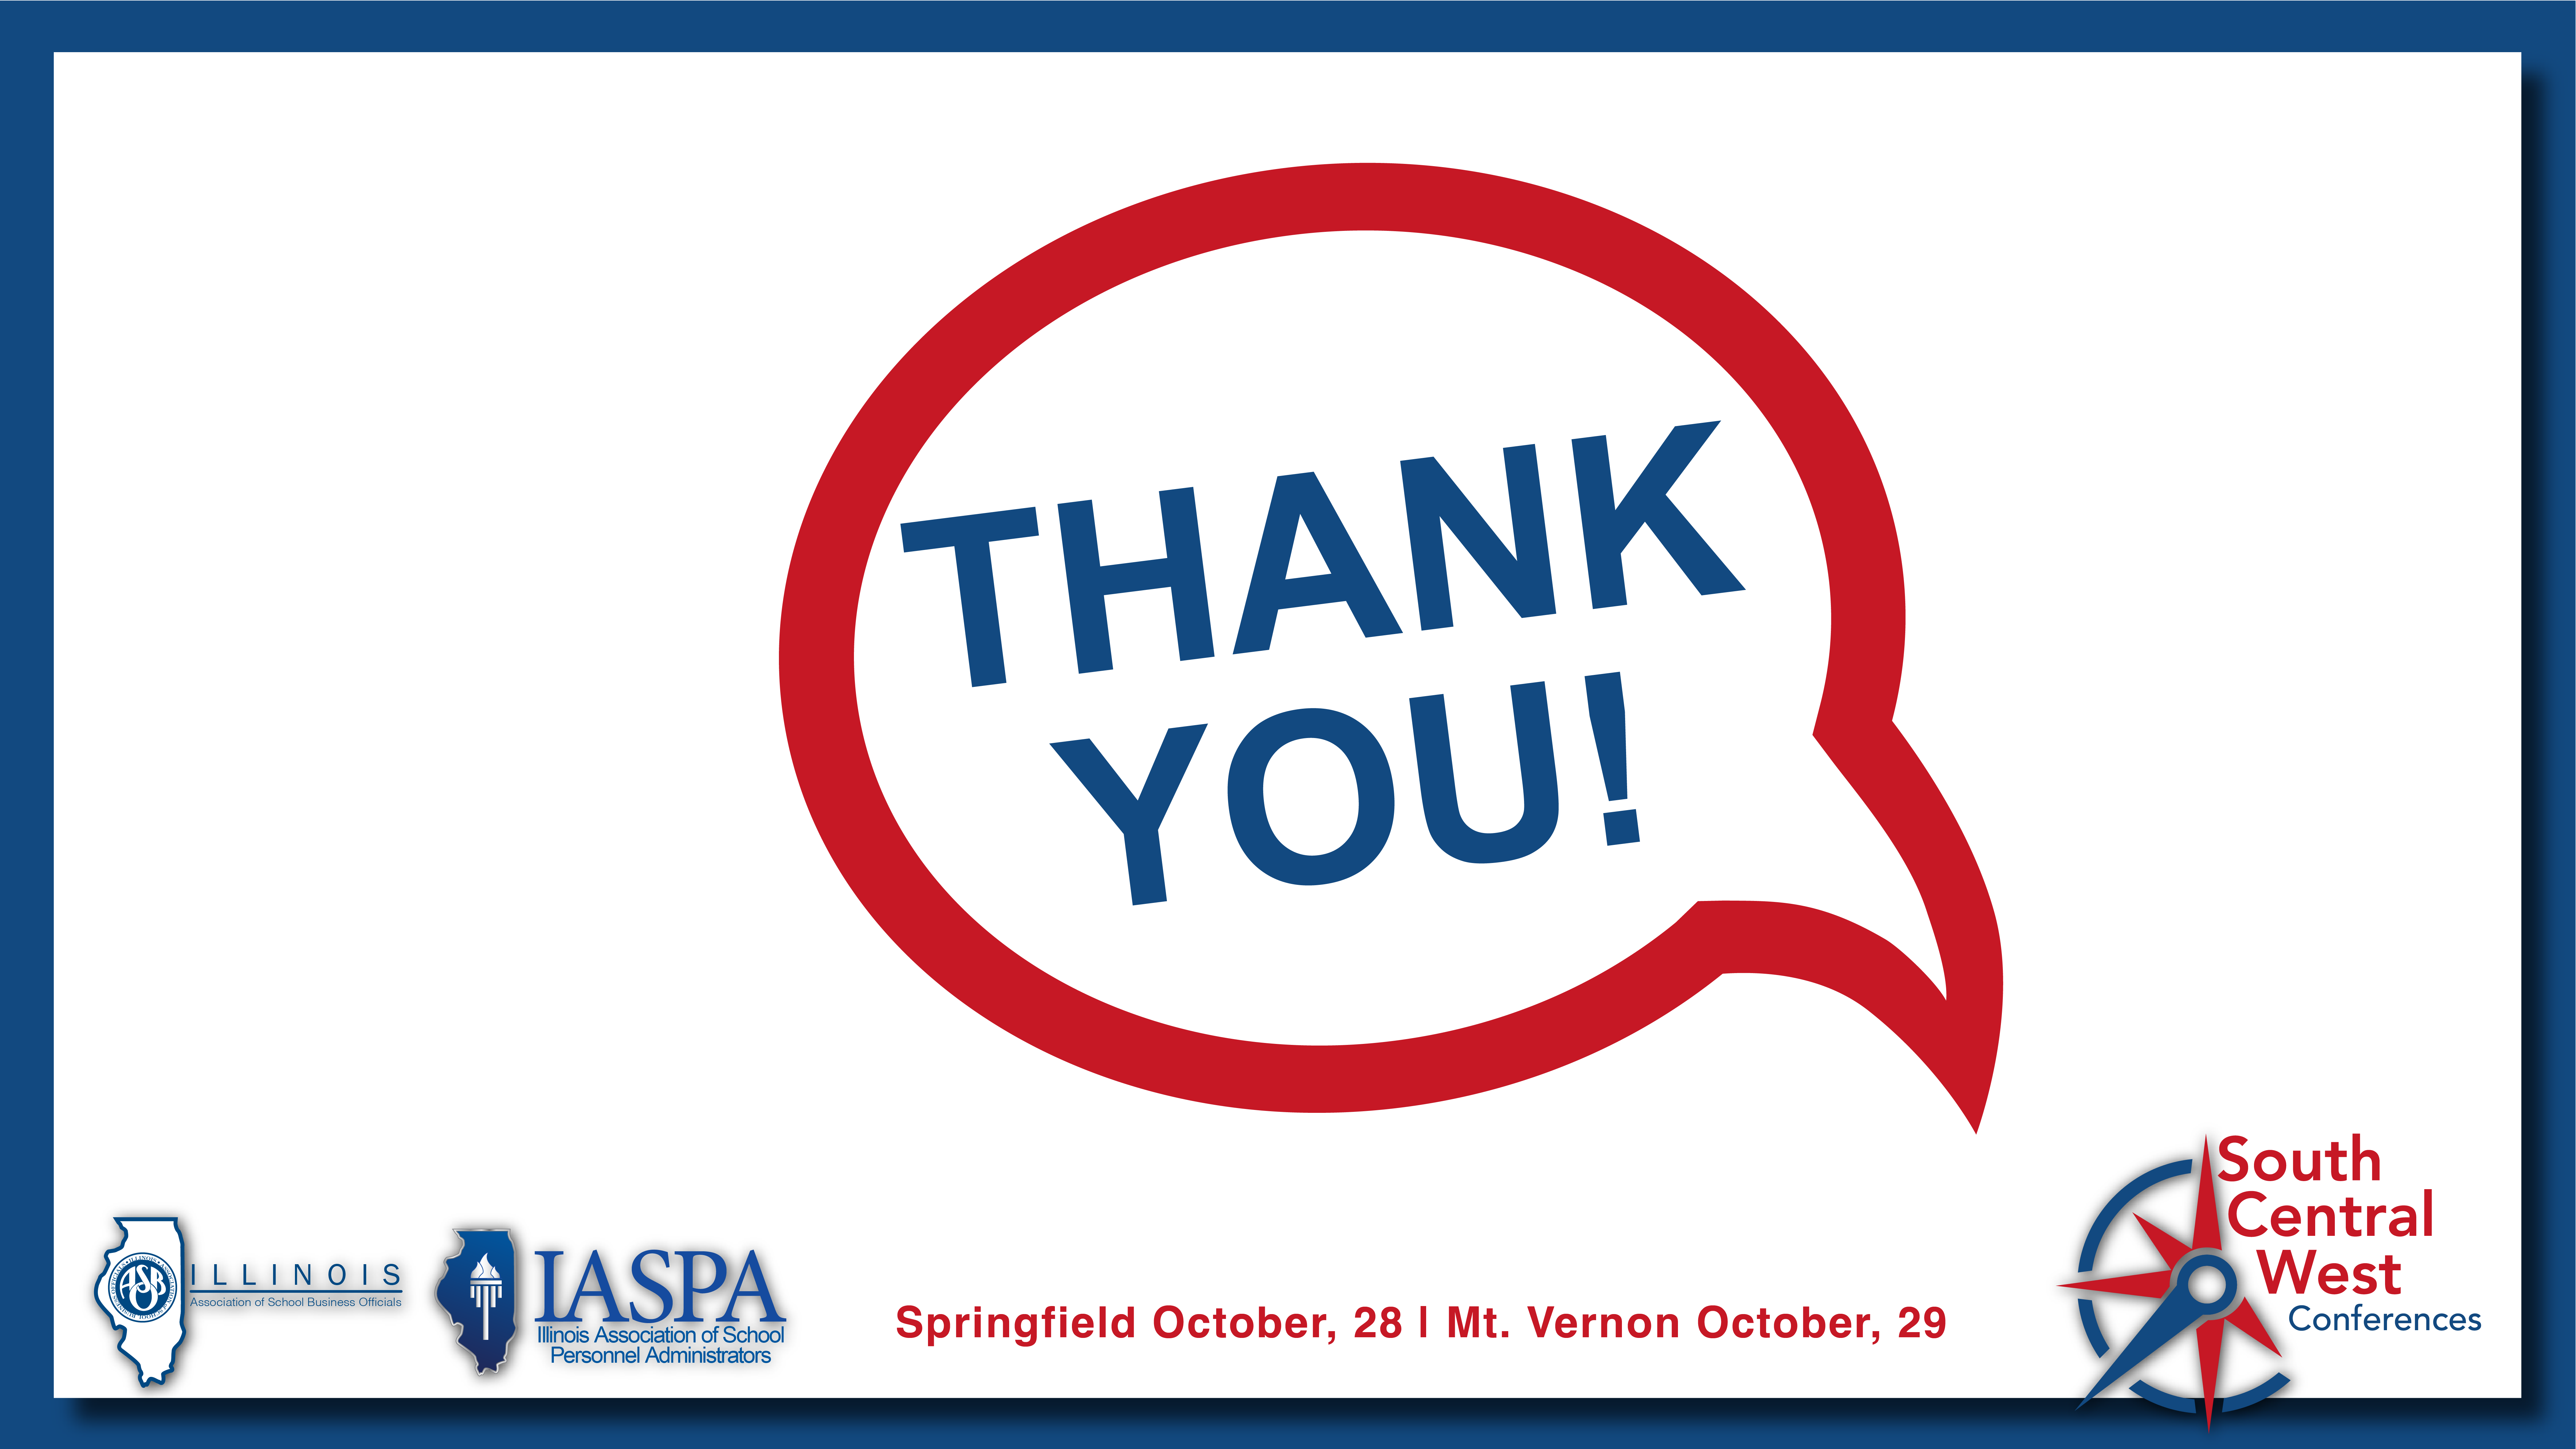 THANK
YOU!
ILLINOIS
Association of School Business Officials
IASPA
Illinois Association of School
Personnel Administrators
Springfield October, 28 | Mt. Vernon October, 29
South
Central
West
Conferences